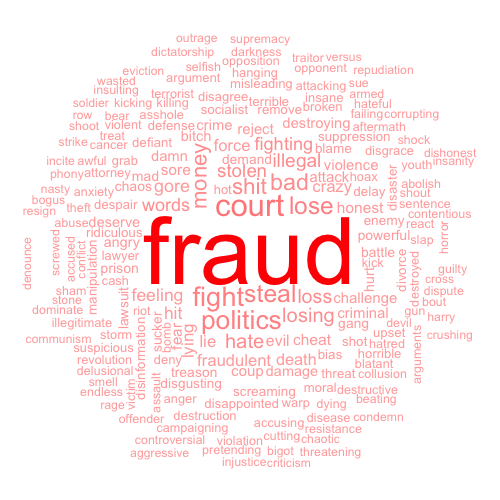 outrage supremacy
dictatorship darkness traitor versus
opposition
eviction selfish hanging opponent repudiation
wasted argument misleading attacking sue
insulting terrorist disagree terrible insane armed
soldier kicking killing socialist remove broken hateful
row bear asshole failing corrupting
shoot violent defense crime reject destroying aftermath
strike treat defiant bitch force fighting suppression shock
cancer blame disgrace dishonest
incite awful grab damn money demand illegal violence youth insanity
phony attorney mad sore stolen attack hoax disaster abolish
nasty anxiety chaos gore hot shit bad crazy delay shout
bogus theft despair words court lose honest sentence
resign enemy contentious
abuse deserve fraud powerful react
ridiculous slap
denounce screwed accused conflict manipulation angry battle divorce destroyed horror
lawyer kick guilty
prison hurt cross
sham feeling fight steal loss challenge dispute
stone bout
dominate lawsuit riot hit politics losing criminal gun harry
illegitimate sucker bomb fear lying gang devil
communism storm lie hate evil cheat shot upset hatred arguments crushing
suspicious disinformation
revolution deny fraudulent death bias horrible
delusional treason coup damage threat blatant collusion
smell cash disgusting
endless victim assault screaming moral destructive
rage anger disappointed warp dying beating
offender destruction accusing disease condemn
campaigning resistance
controversial violation cutting chaotic
aggressive pretending bigot threatening
injustice criticism